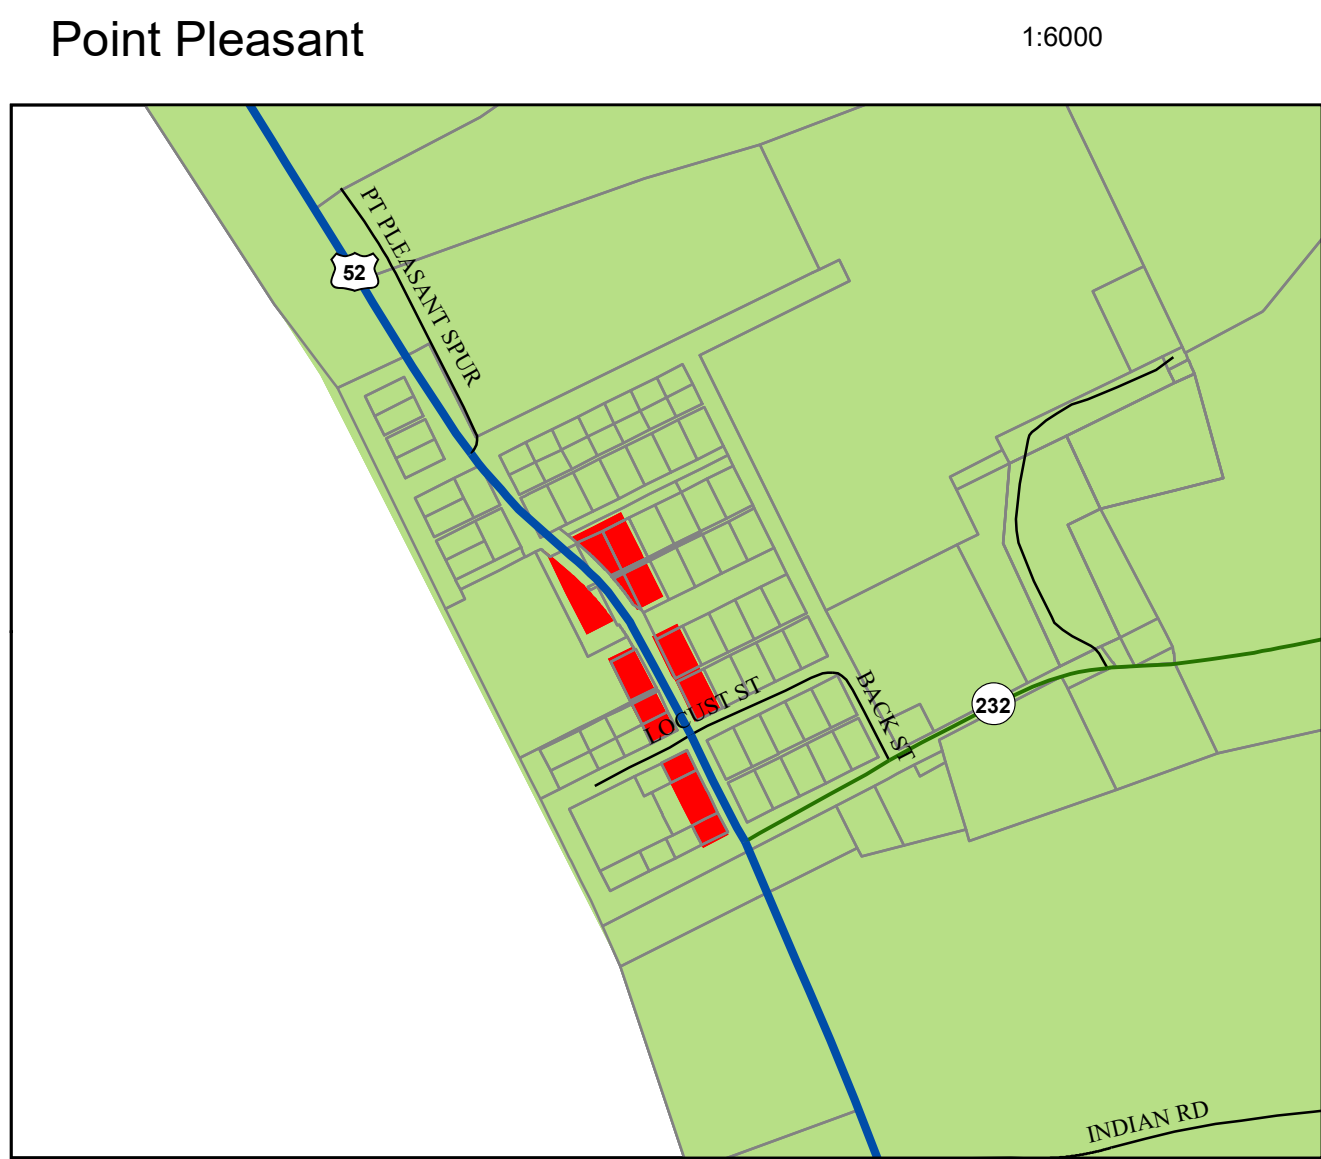 Point Pleasant
1:6000
PT PLEASANT SPUR
52
LOCUST ST
BACK ST
232
INDIAN RD